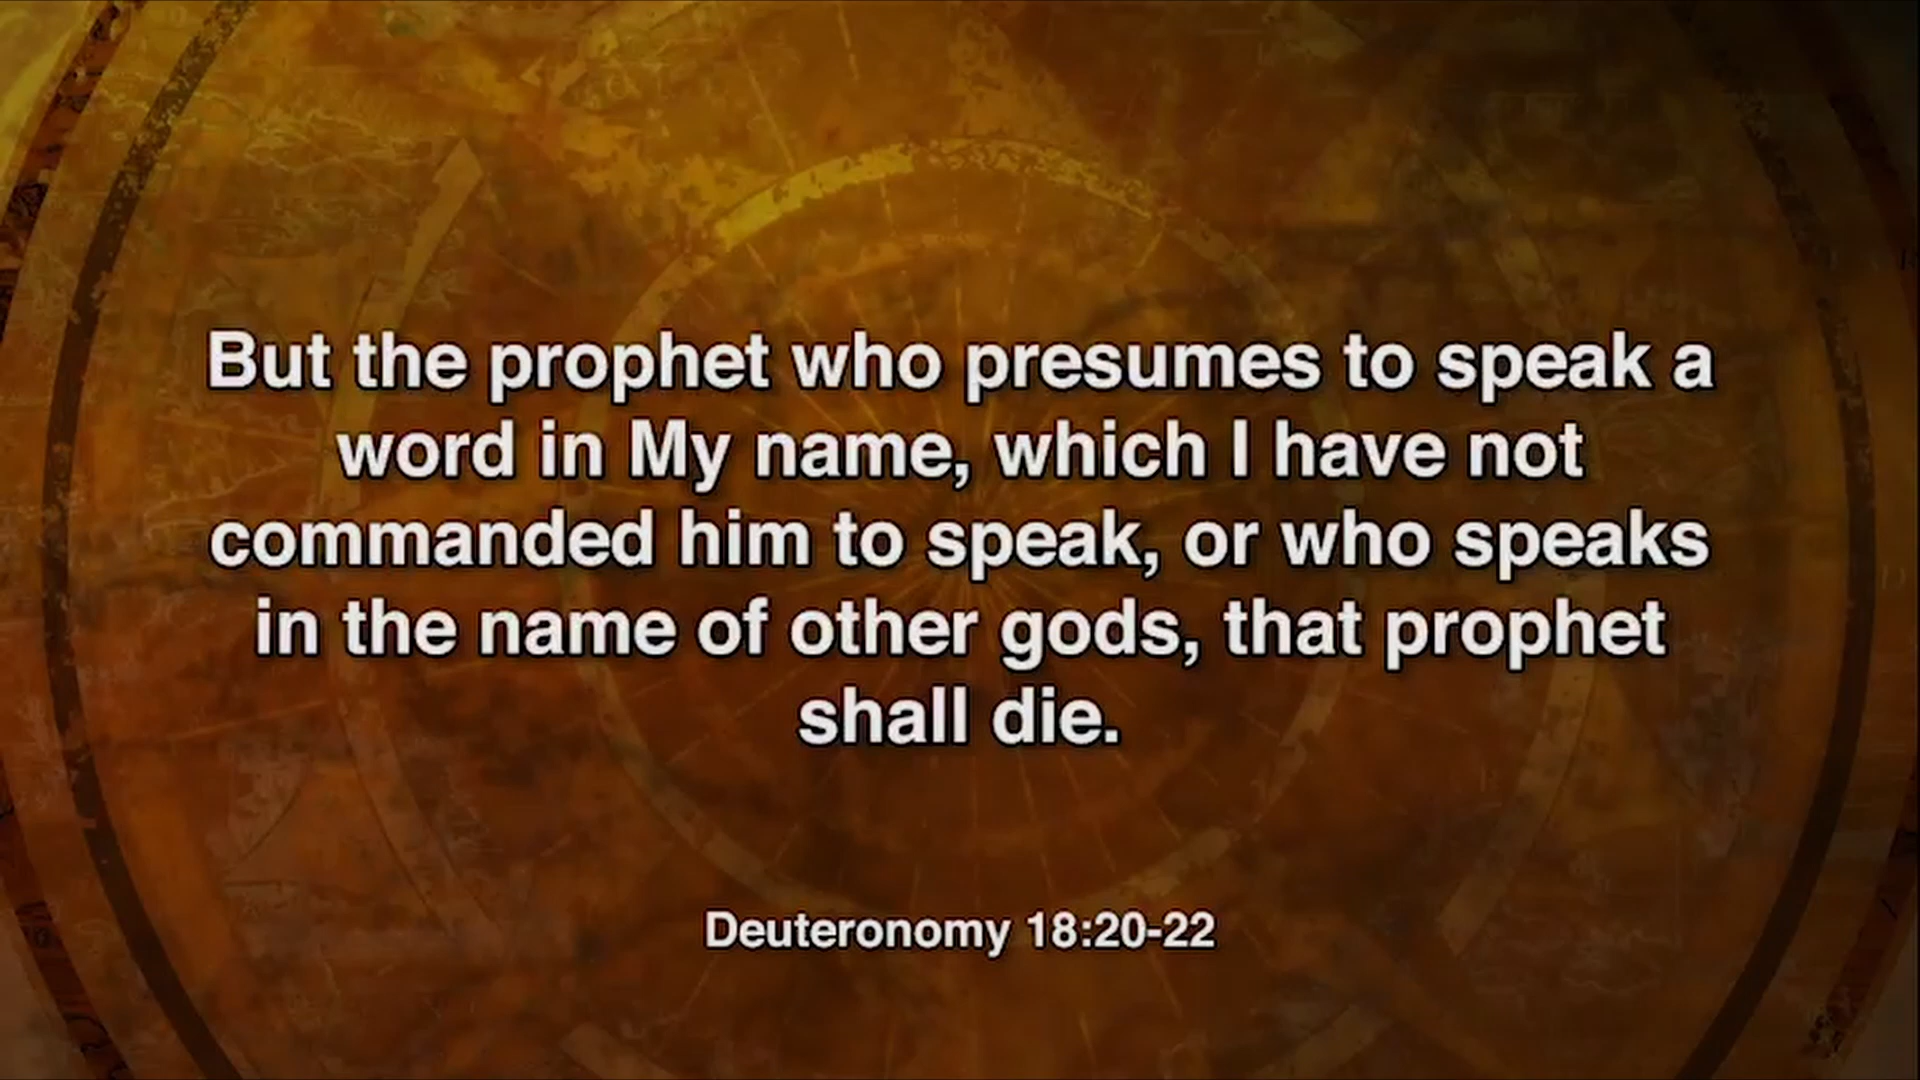 But the prophet who presumes to speak a
word in My name, which I have not
commanded him to speak, or who speaks
in the name of other gods, that prophet
shall die.
Deuteronomy 18:20-22